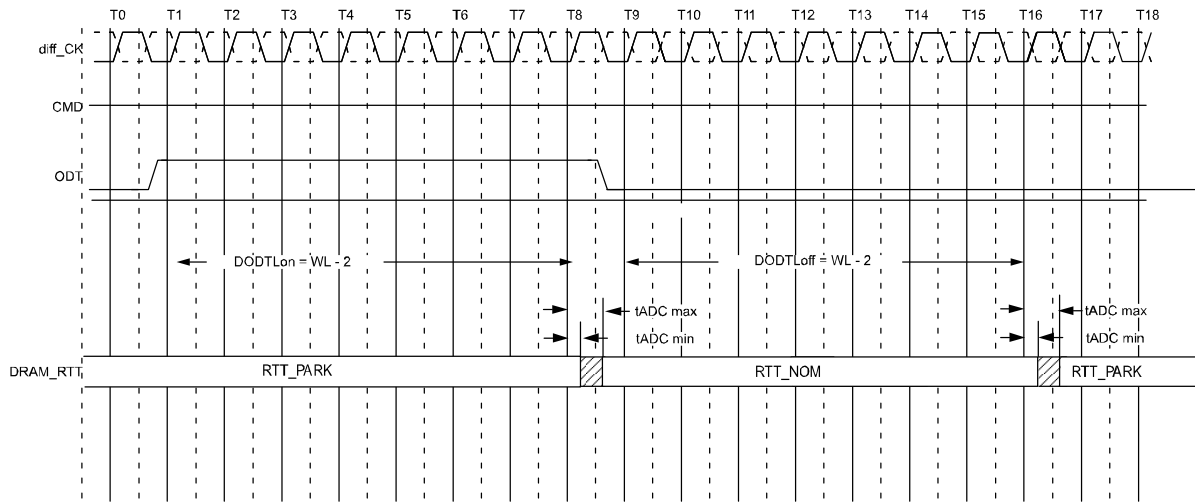 T0 T1 T2 T3 T4 T5 T6 T7 T8 T9 T10 T11 T12 T13 T14 T15 T16 T17 T18
diff_CK
CMD
ODT
DODTLon = WL - 2 DODTLoff = WL - 2
tADC max tADC max
tADC min tADC min
DRAM_RTT RTT_PARK RTT_NOM RTT_PARK